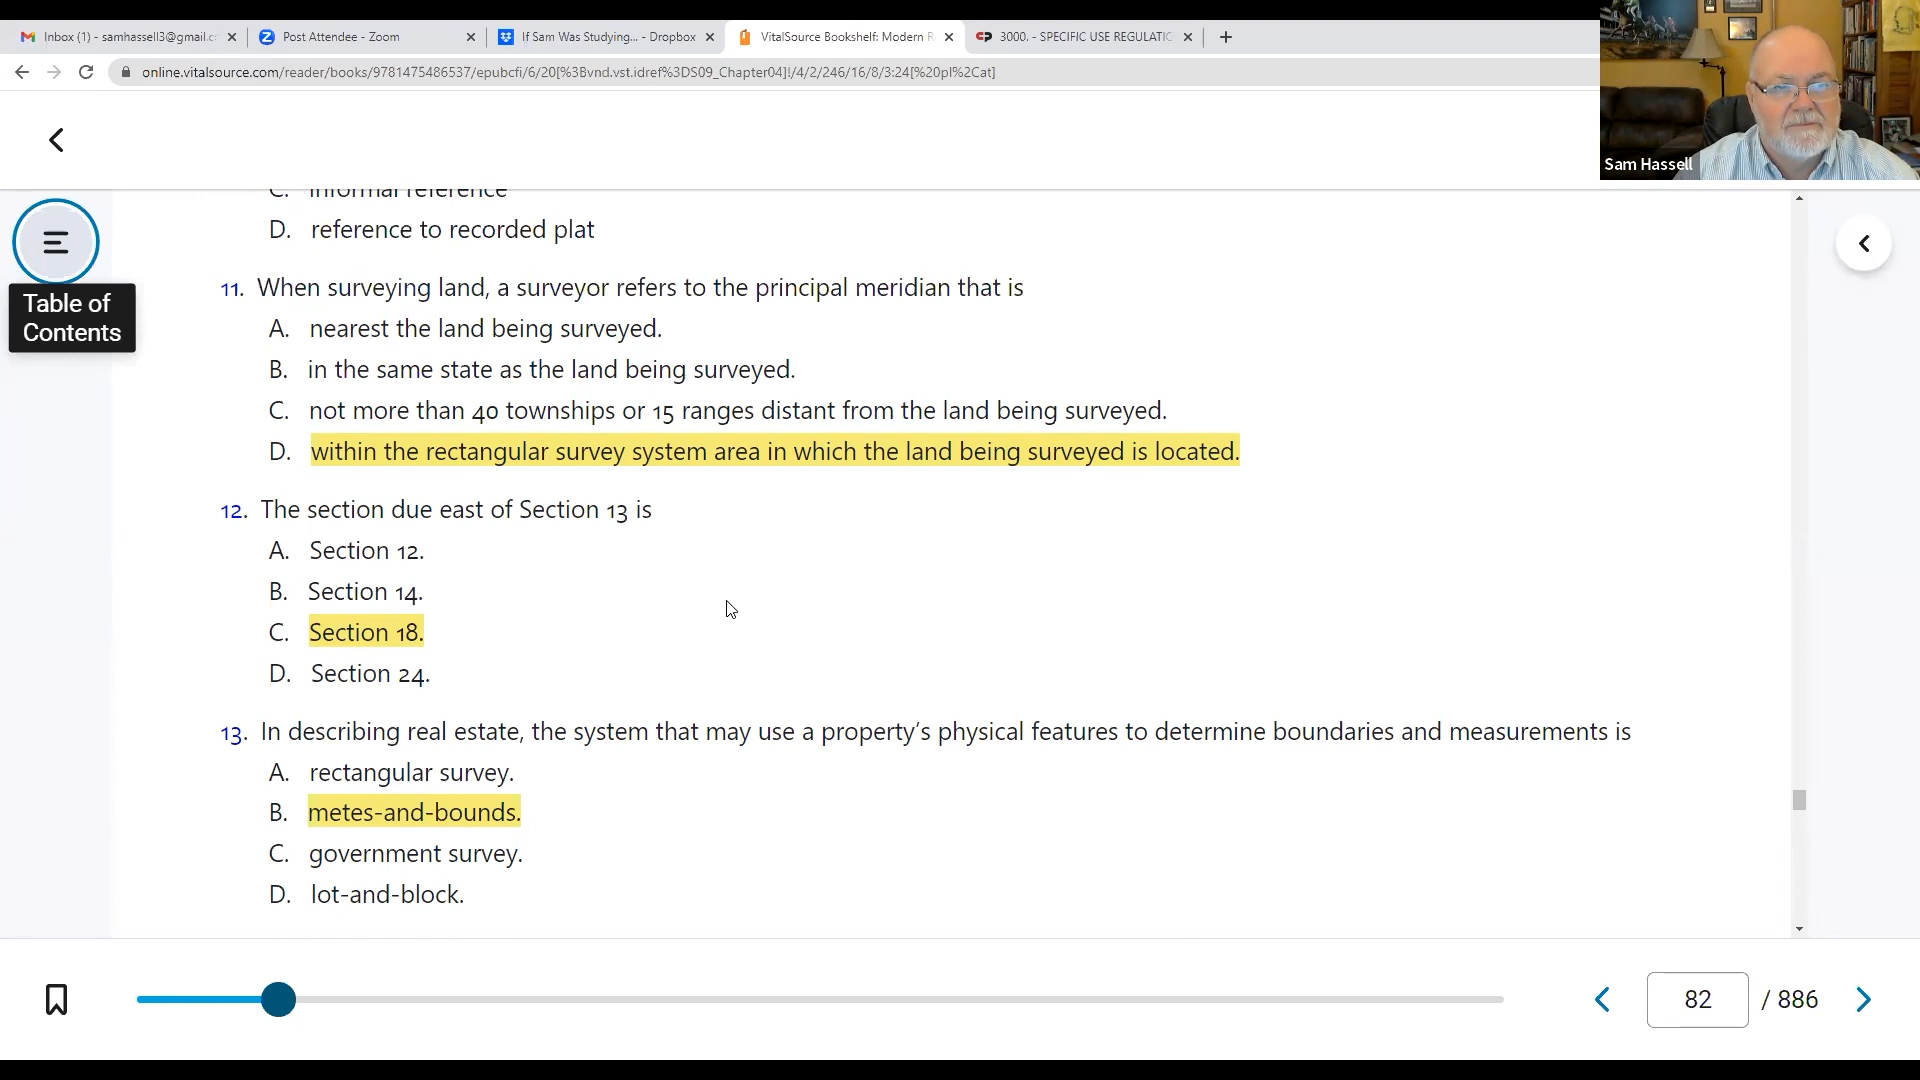 Inbox (1) - samhassell3@gmail.c
Post Attendee - Zoom
If Sam Was Studying... - Dropbox
VitalSource Bookshelf: Modern R
3000. - SPECIFIC USE REGULATIO
online.vitalsource.com/reader/books/9781475486537/epubcfi/6/20[%3Bvnd.vst.idref%3DS09_Chapter04]!/4/2/246/16/8/3:24[%20pl%2Cat]
Sam Hassell
Table of
Contents
C. informal reference
D. reference to recorded plat
11. When surveying land, a surveyor refers to the principal meridian that is
A. nearest the land being surveyed.
B. in the same state as the land being surveyed.
C. not more than 40 townships or 15 ranges distant from the land being surveyed.
D. within the rectangular survey system area in which the land being surveyed is located.
12. The section due east of Section 13 is
A. Section 12.
B. Section 14.
C. Section 18.
D. Section 24.
13. In describing real estate, the system that may use a property's physical features to determine boundaries and measurements is
A. rectangular survey.
B. metes-and-bounds.
C. government survey.
D. lot-and-block.
82 / 886